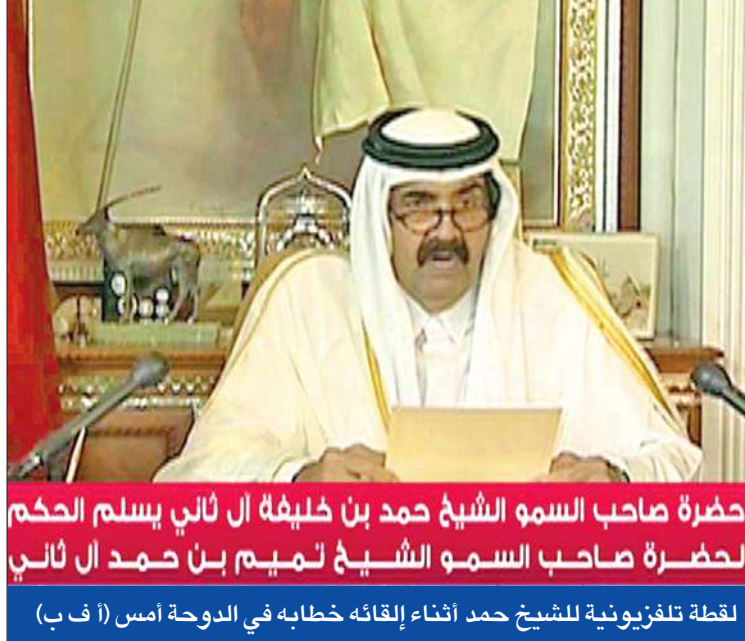 حضرة صاحب السمو الشيخ حمد بن خليفة آل ثاني يسلم الحكم
لحضرة صاحب السمو الشيخ تميم بن حمد آل ثاني
لقطة تلفزيونية للشيخ حمد أثناء إلقائه خطابه في الدوحة أمس (أ ف ب)